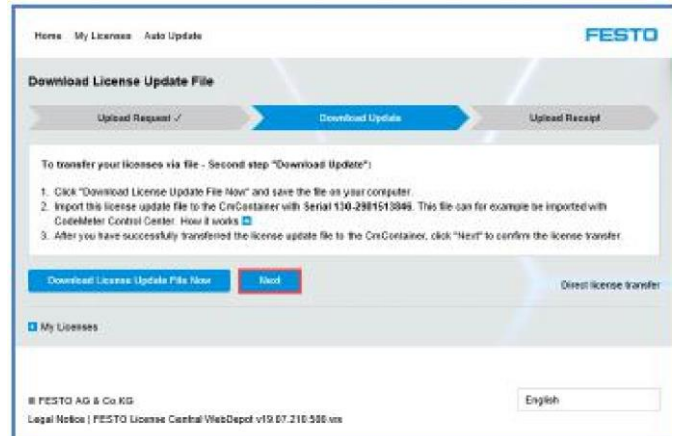 Home My Licenses Auto Update
FESTO
Download License Update File
Upload Request ✓
Download Update
Upload Receipt
To transfer your licenses via file - Second step "Download Update":
1. Click "Download License Update File Now" and save the file on your computer.
2. Import this license update file to the CmContainer with Serial 130-2981513846. This file can for example be imported with
CodeMeter Control Center. How it works
3. After you have successfully transferred the license update file to the CmContainer, click "Next" to confirm the license transfer.
Download License Update File Now
Next
Direct license transfer
My Licenses
FESTO AG & Co KG
English
Legal Notice | FESTO License Central WebDepot v19.07.210.500.vm